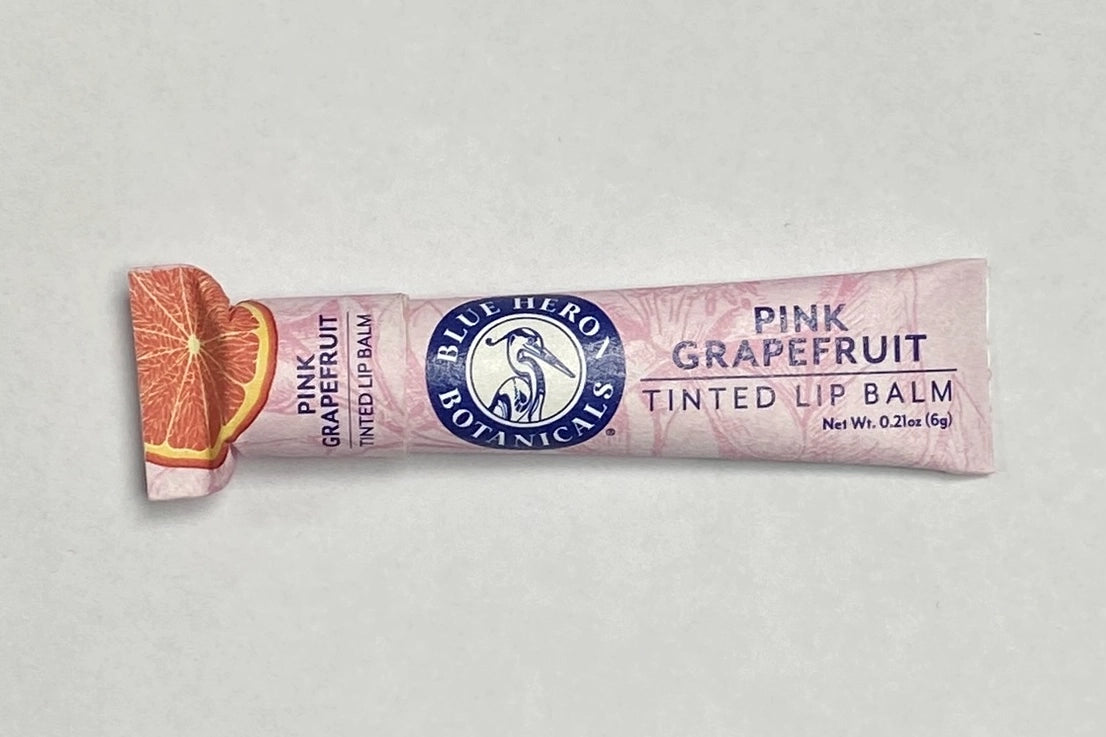 PINK
GRAPEFRUIT
TINTED LIP BALM
BLUE HERON
BOTANICALS
®
PINK
GRAPEFRUIT
TINTED LIP BALM
Net Wt. 0.21oz (6g)